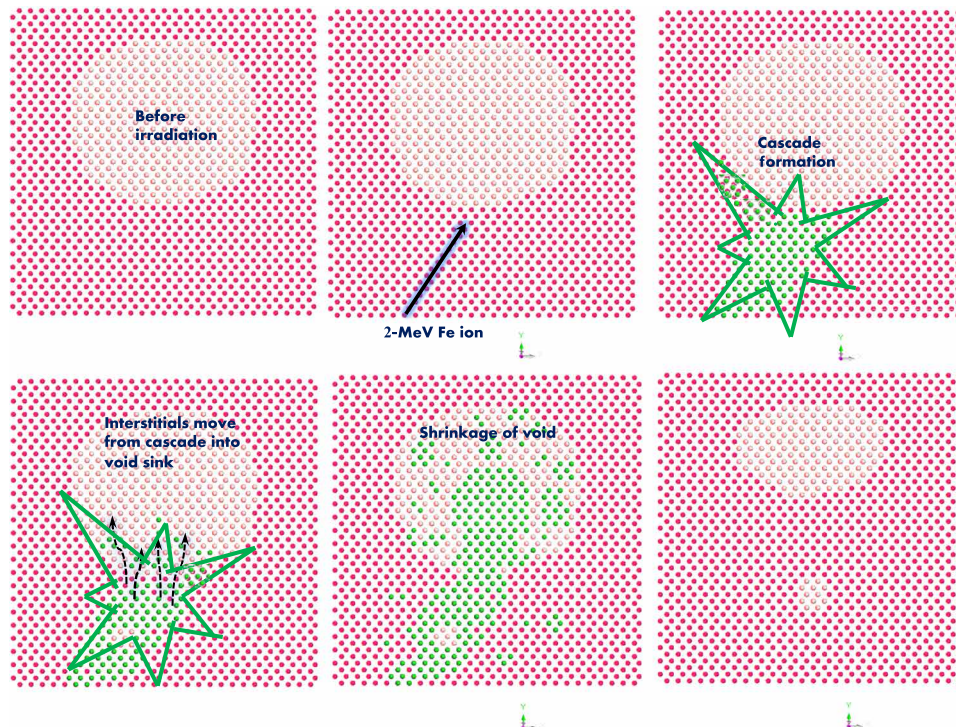 Before
irradiation
2-MeV Fe ion
Y
Cascade
formation
Y
Interstitials move
from cascade into
void sink
Shrinkage of void
Y
Y